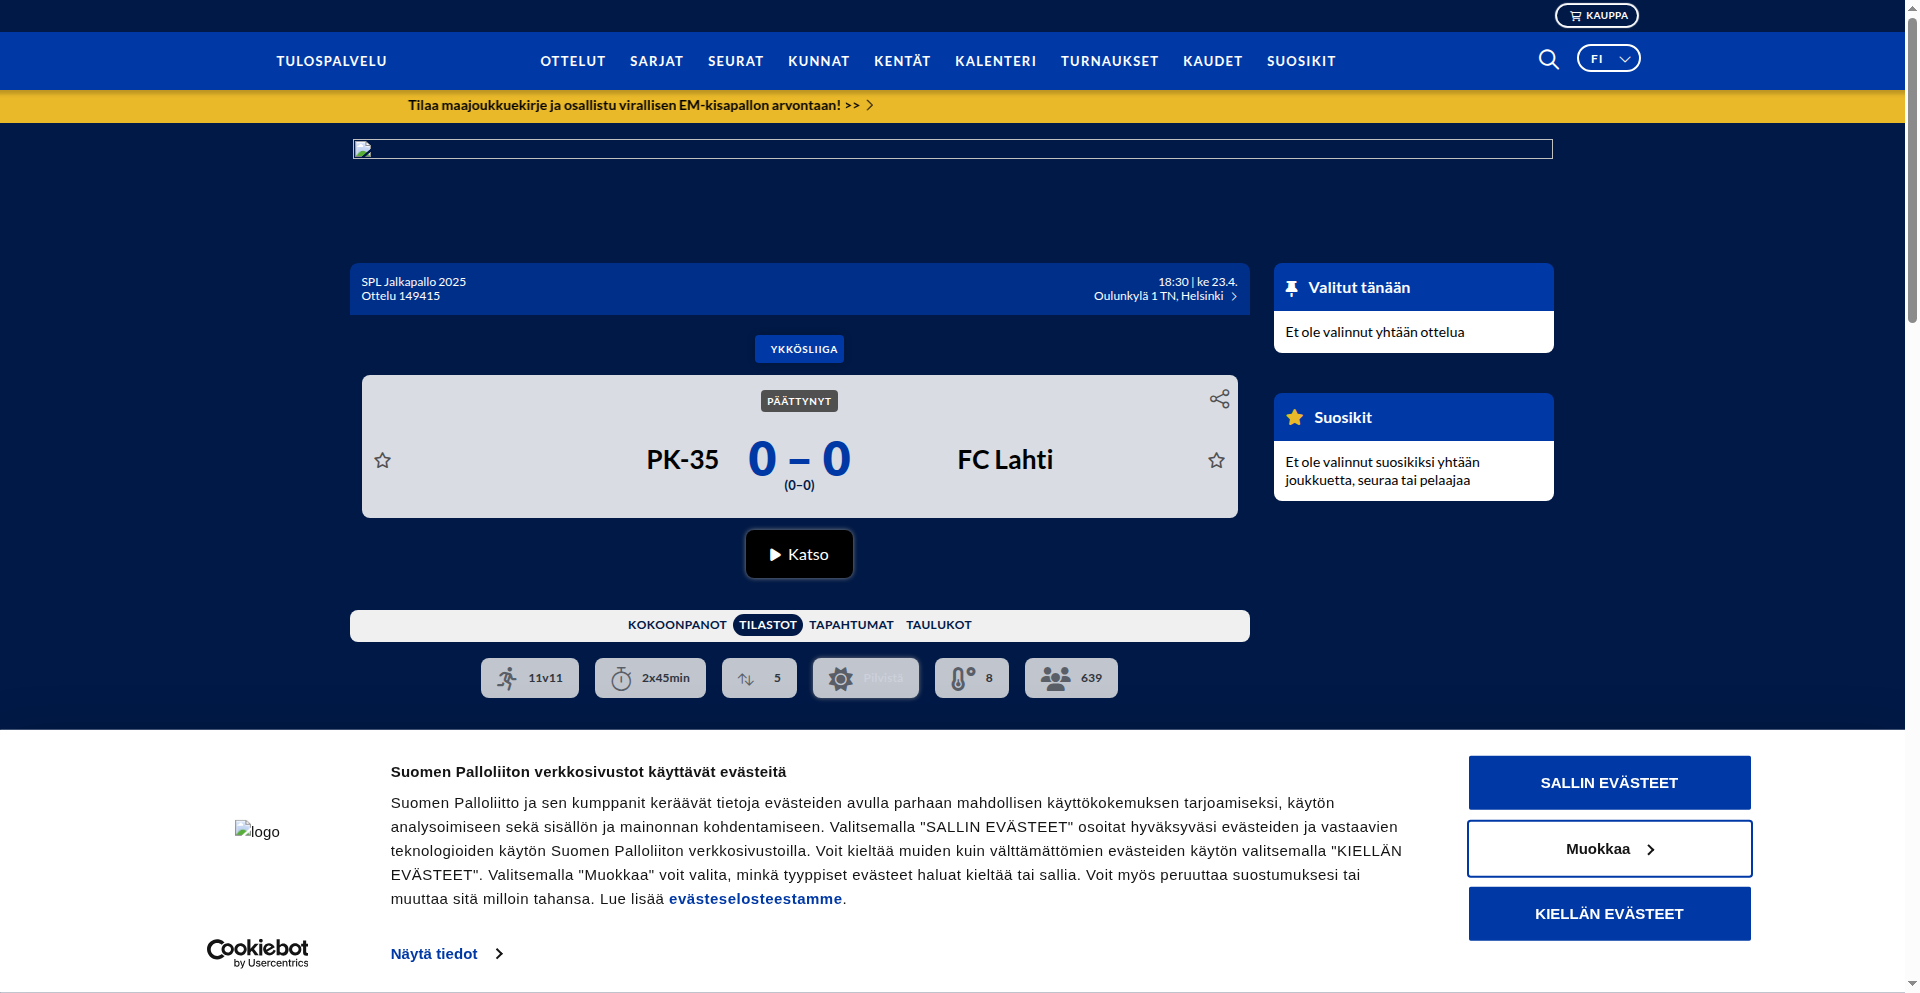 KAUPPA
TULOSPALVELU
OTTELUT SARJAT SEURAT KUNNAT KENTÄT KALENTERI TURNAUKSET KAUDET SUOSIKIT
FI
Tilaa maajoukkuekirje ja osallistu virallisen EM-kisapallon arvontaan! >>
SPL Jalkapallo 2025
Ottelu 149415
18:30 | ke 23.4.
Oulunkylä 1 TN, Helsinki
YKKÖSLIIGA
PÄÄTTYNYT
PK-35 0 – 0 FC Lahti
(0–0)
Katso
KOKOONPANOT TILASTOT TAPAHTUMAT TAULUKOT
11v11 2x45min 5 Pilvistä 8 639
Valitut tänään
Et ole valinnut yhtään ottelua
Suosikit
Et ole valinnut suosikiksi yhtään
joukkuetta, seuraa tai pelaajaa
logo
Cookiebot
by Usercentrics
Suomen Palloliiton verkkosivustot käyttävät evästeitä
Suomen Palloliitto ja sen kumppanit keräävät tietoja evästeiden avulla parhaan mahdollisen käyttökokemuksen tarjoamiseksi, käytön
analysoimiseen sekä sisällön ja mainonnan kohdentamiseen. Valitsemalla "SALLIN EVÄSTEET" osoitat hyväksyväsi evästeiden ja vastaavien
teknologioiden käytön Suomen Palloliiton verkkosivustoilla. Voit kieltää muiden kuin välttämättömien evästeiden käytön valitsemalla "KIELLÄN
EVÄSTEET". Valitsemalla "Muokkaa" voit valita, minkä tyyppiset evästeet haluat kieltää tai sallia. Voit myös peruuttaa suostumuksesi tai
muuttaa sitä milloin tahansa. Lue lisää evästeselosteestamme.
Näytä tiedot
SALLIN EVÄSTEET
Muokkaa
KIELLÄN EVÄSTEET